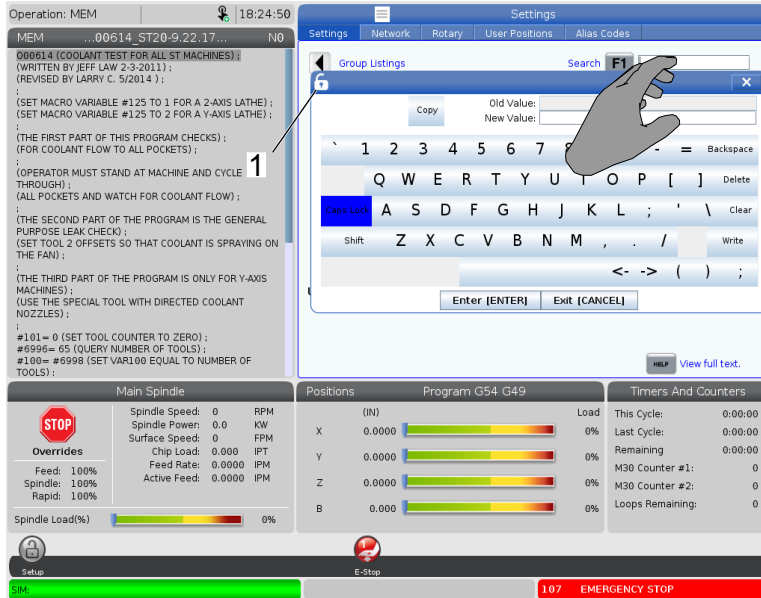 Operation: MEM
18:24:50
MEM ...00614_ST20-9.22.17... N0
O00614 (COOLANT TEST FOR ALL ST MACHINES) ;
(WRITTEN BY JEFF LAW 2-3-2011) ;
(REVISED BY LARRY C. 5/2014 ) ;
;
(SET MACRO VARIABLE #125 TO 1 FOR A 2-AXIS LATHE) ;
(SET MACRO VARIABLE #125 TO 2 FOR A Y-AXIS LATHE) ;
;
(THE FIRST PART OF THIS PROGRAM CHECKS) ;
(FOR COOLANT FLOW TO ALL POCKETS) ;
;
(OPERATOR MUST STAND AT MACHINE AND CYCLE
THROUGH) ;
(ALL POCKETS AND WATCH FOR COOLANT FLOW) ;
;
(THE SECOND PART OF THE PROGRAM IS THE GENERAL
PURPOSE LEAK CHECK) ;
(SET TOOL 2 OFFSETS SO THAT COOLANT IS SPRAYING ON
THE FAN) ;
;
(THE THIRD PART OF THE PROGRAM IS ONLY FOR Y-AXIS
MACHINES) ;
(USE THE SPECIAL TOOL WITH DIRECTED COOLANT
NOZZLES) ;
;
#101= 0 (SET TOOL COUNTER TO ZERO) ;
#6996= 65 (QUERY NUMBER OF TOOLS) ;
#100= #6998 (SET VAR100 EQUAL TO NUMBER OF
TOOLS) ;
1
Settings
Settings Network Rotary User Positions Alias Codes
Group Listings Search F1
X
Copy
Old Value:
New Value:
` 1 2 3 4 5 6 7 8 - = Backspace
Q W E R T Y U I O P [ ] Delete
Caps Lock A S D F G H J K L ; ' \ Clear
Shift Z X C V B N M , . / Write
<- -> ( ) ;
Enter [ENTER] Exit [CANCEL]
HELP View full text.
Main Spindle
STOP
Overrides
Feed: 100%
Spindle: 100%
Rapid: 100%
Spindle Speed: 0 RPM
Spindle Power: 0.0 KW
Surface Speed: 0 FPM
Chip Load: 0.000 IPT
Feed Rate: 0.0000 IPM
Active Feed: 0.0000 IPM
Spindle Load(%) 0%
Positions Program G54 G49
(IN) Load
X 0.0000 0%
Y 0.0000 0%
Z 0.0000 0%
B 0.000 0%
Timers And Counters
This Cycle: 0:00:00
Last Cycle: 0:00:00
Remaining 0:00:00
M30 Counter #1: 0
M30 Counter #2: 0
Loops Remaining: 0
Setup
E-Stop
SIM:
107 EMERGENCY STOP